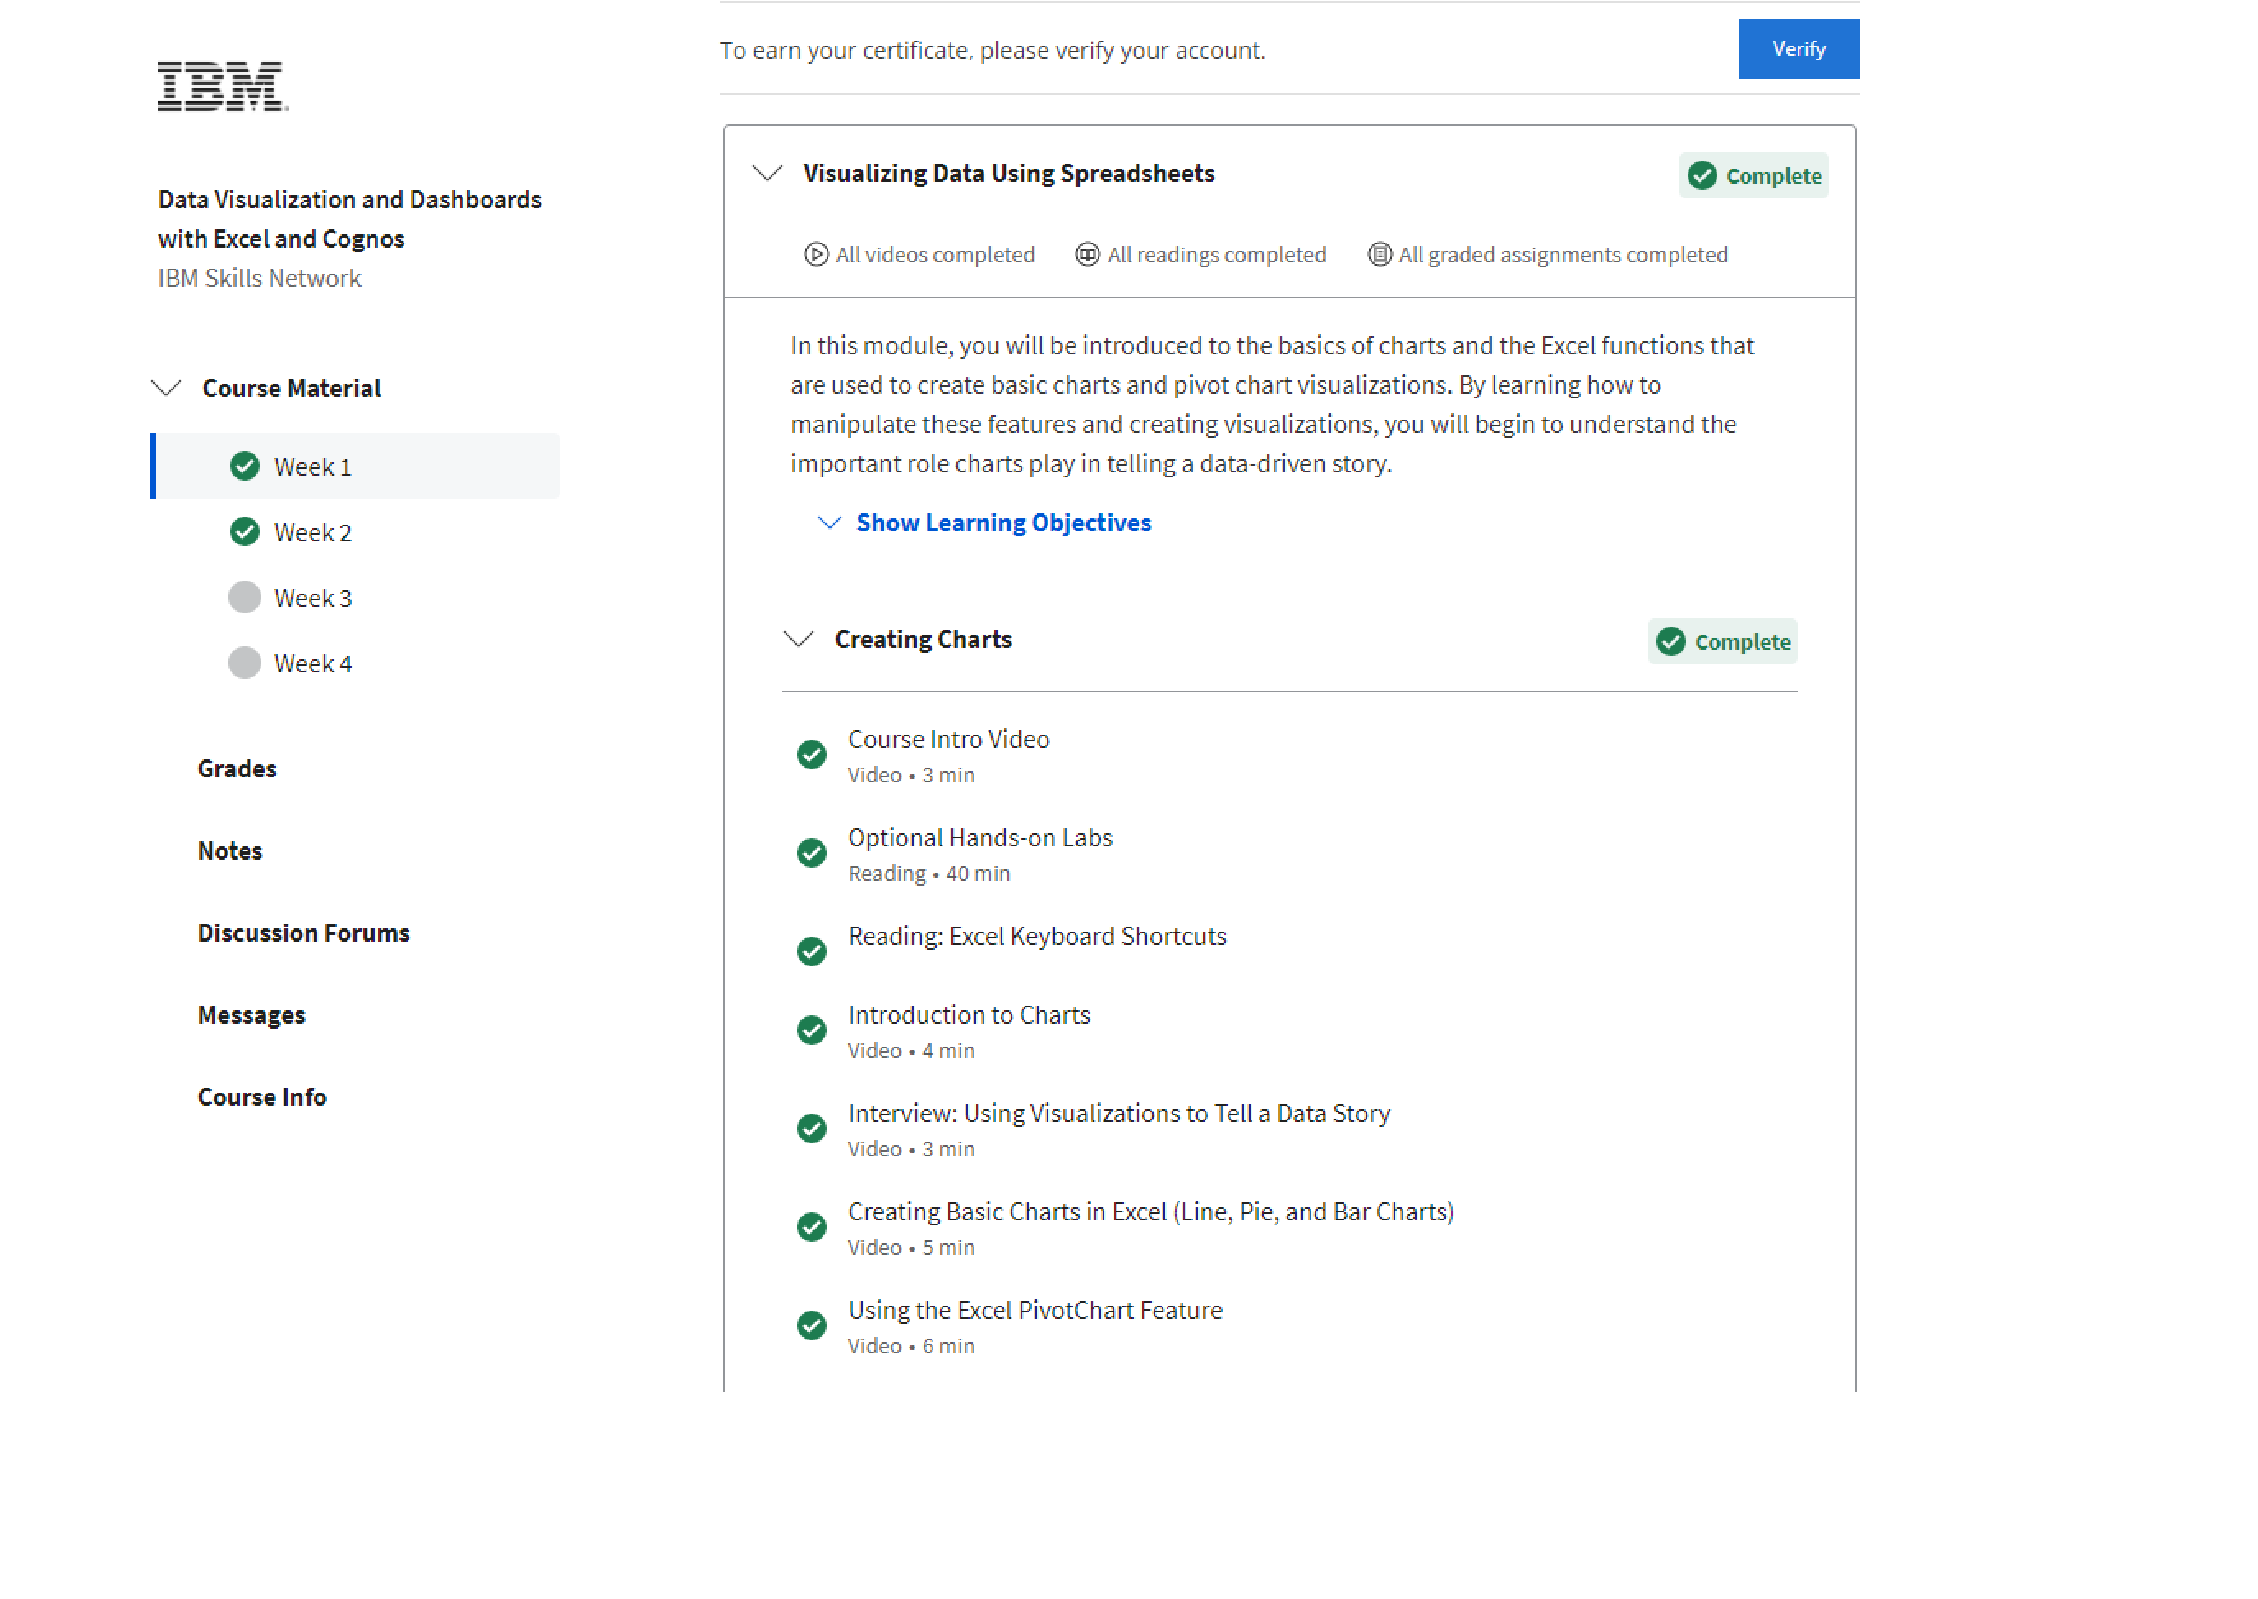 To earn your certificate, please verify your account.
Verify
IBM
Data Visualization and Dashboards
with Excel and Cognos
IBM Skills Network
Course Material
Week 1
Week 2
Week 3
Week 4
Grades
Notes
Discussion Forums
Messages
Course Info
Visualizing Data Using Spreadsheets
Complete
All videos completed
All readings completed
All graded assignments completed
In this module, you will be introduced to the basics of charts and the Excel functions that
are used to create basic charts and pivot chart visualizations. By learning how to
manipulate these features and creating visualizations, you will begin to understand the
important role charts play in telling a data-driven story.
Show Learning Objectives
Creating Charts
Complete
Course Intro Video
Video • 3 min
Optional Hands-on Labs
Reading • 40 min
Reading: Excel Keyboard Shortcuts
Introduction to Charts
Video • 4 min
Interview: Using Visualizations to Tell a Data Story
Video • 3 min
Creating Basic Charts in Excel (Line, Pie, and Bar Charts)
Video • 5 min
Using the Excel PivotChart Feature
Video • 6 min